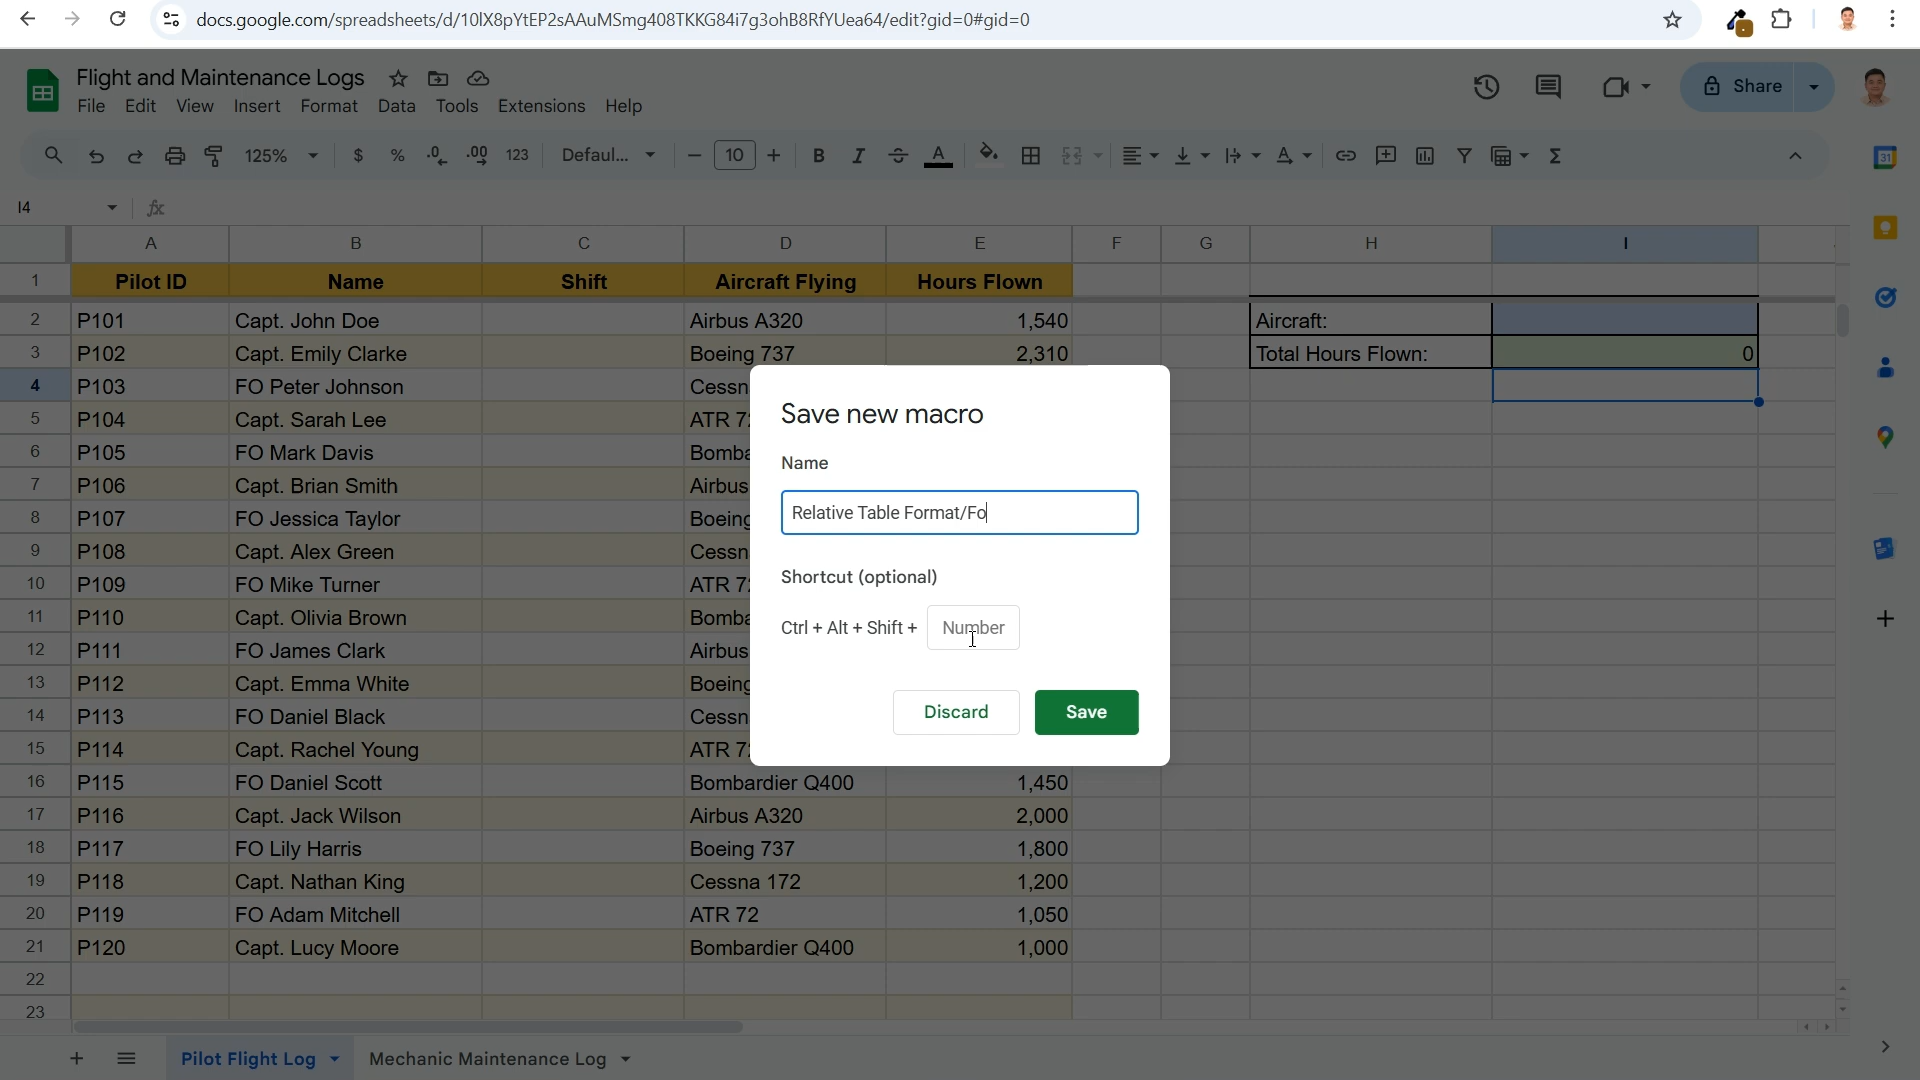 docs.google.com/spreadsheets/d/10lX8pYtEP2sAAuMSmg408TKKG84i7g3ohB8RfYUea64/edit?gid=0#gid=0
Flight and Maintenance Logs
File Edit View Insert Format Data Tools Extensions Help
Share
125% $ % .0 .00 123 Defaul... 10 B I A
31
I4 fx
A B C D E F G H I
1 Pilot ID Name Shift Aircraft Flying Hours Flown
2 P101 Capt. John Doe Airbus A320 1,540 Aircraft:
3 P102 Capt. Emily Clarke Boeing 737 2,310 Total Hours Flown: 0
4 P103 FO Peter Johnson Cessn
5 P104 Capt. Sarah Lee ATR 72
6 P105 FO Mark Davis Bomba
7 P106 Capt. Brian Smith Airbus
8 P107 FO Jessica Taylor Boeing
9 P108 Capt. Alex Green Cessn
10 P109 FO Mike Turner ATR 72
11 P110 Capt. Olivia Brown Bomba
12 P111 FO James Clark Airbus
13 P112 Capt. Emma White Boeing
14 P113 FO Daniel Black Cessn
15 P114 Capt. Rachel Young ATR 72
16 P115 FO Daniel Scott Bombardier Q400 1,450
17 P116 Capt. Jack Wilson Airbus A320 2,000
18 P117 FO Lily Harris Boeing 737 1,800
19 P118 Capt. Nathan King Cessna 172 1,200
20 P119 FO Adam Mitchell ATR 72 1,050
21 P120 Capt. Lucy Moore Bombardier Q400 1,000
22
23
Save new macro
Name
Relative Table Format/Fo
Shortcut (optional)
Ctrl + Alt + Shift + Number
Discard Save
Pilot Flight Log Mechanic Maintenance Log